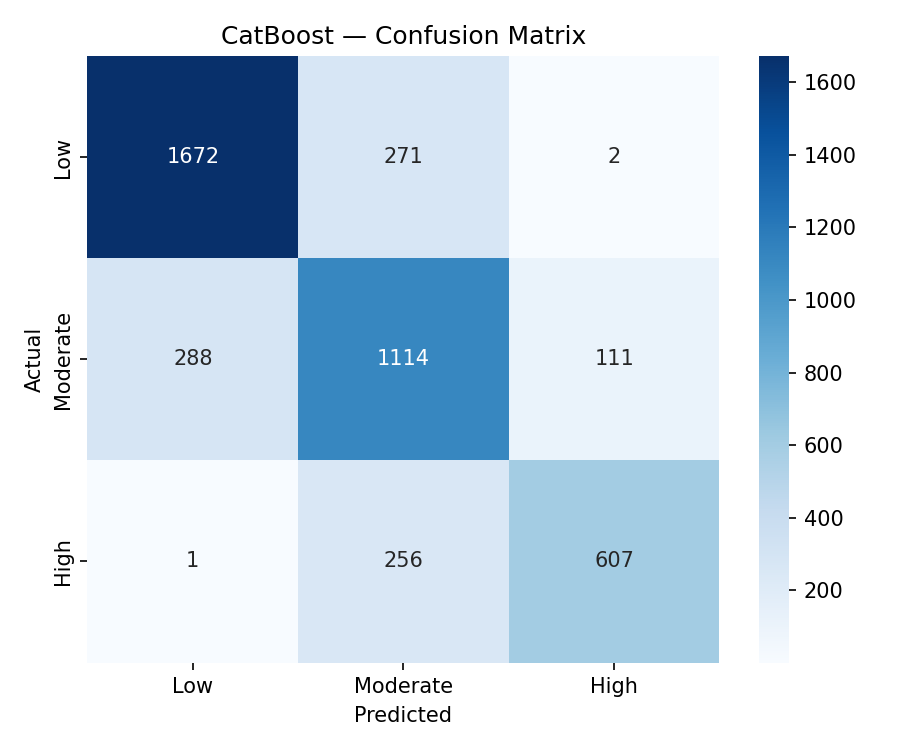 CatBoost — Confusion Matrix
Actual
Low
Moderate
High
1672 271 2
288 1114 111
1 256 607
Low Moderate High
Predicted
1600
1400
1200
1000
800
600
400
200